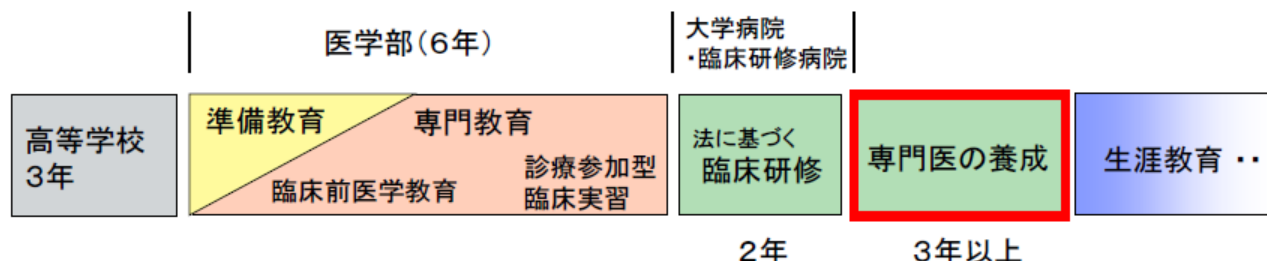 医学部（６年）
大学病院
・臨床研修病院
高等学校
３年
準備教育
専門教育
臨床前医学教育
診療参加型
臨床実習
法に基づく
臨床研修
専門医の養成
生涯教育 ・・
２年
３年以上